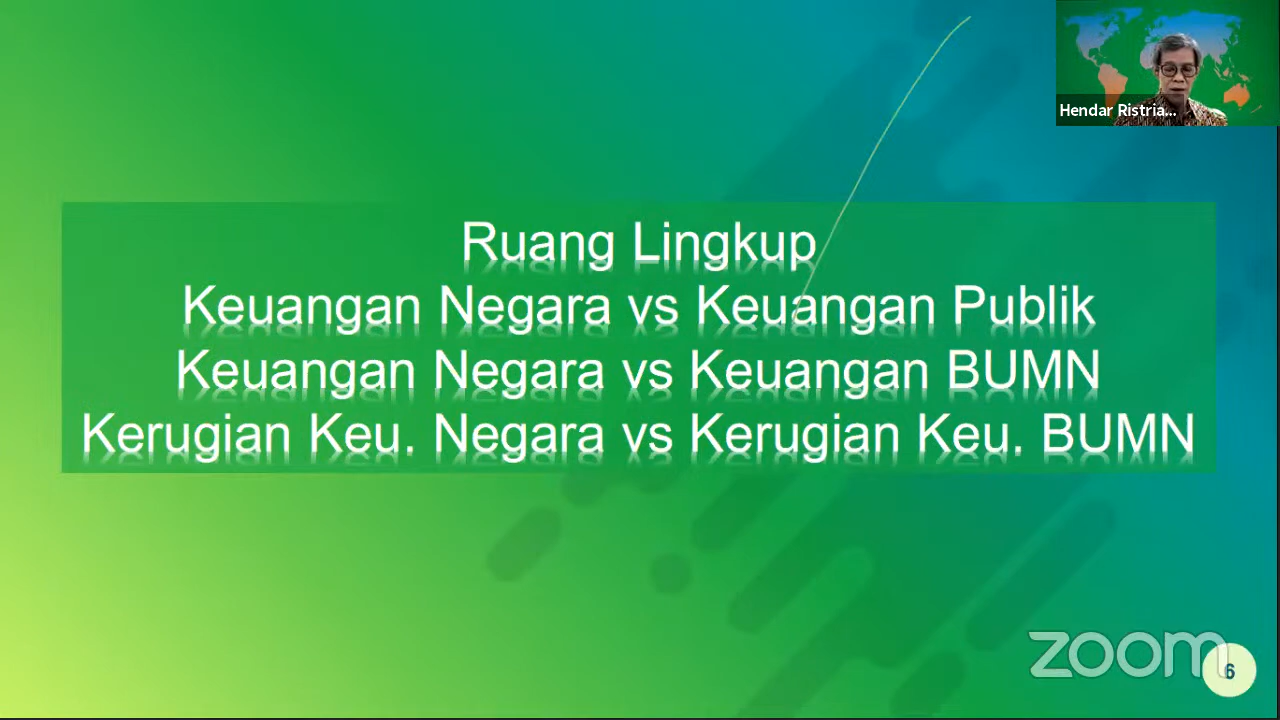 Hendar Ristria...
Ruang Lingkup
Keuangan Negara vs Keuangan Publik
Keuangan Negara vs Keuangan BUMN
Kerugian Keu. Negara vs Kerugian Keu. BUMN
zoom
6